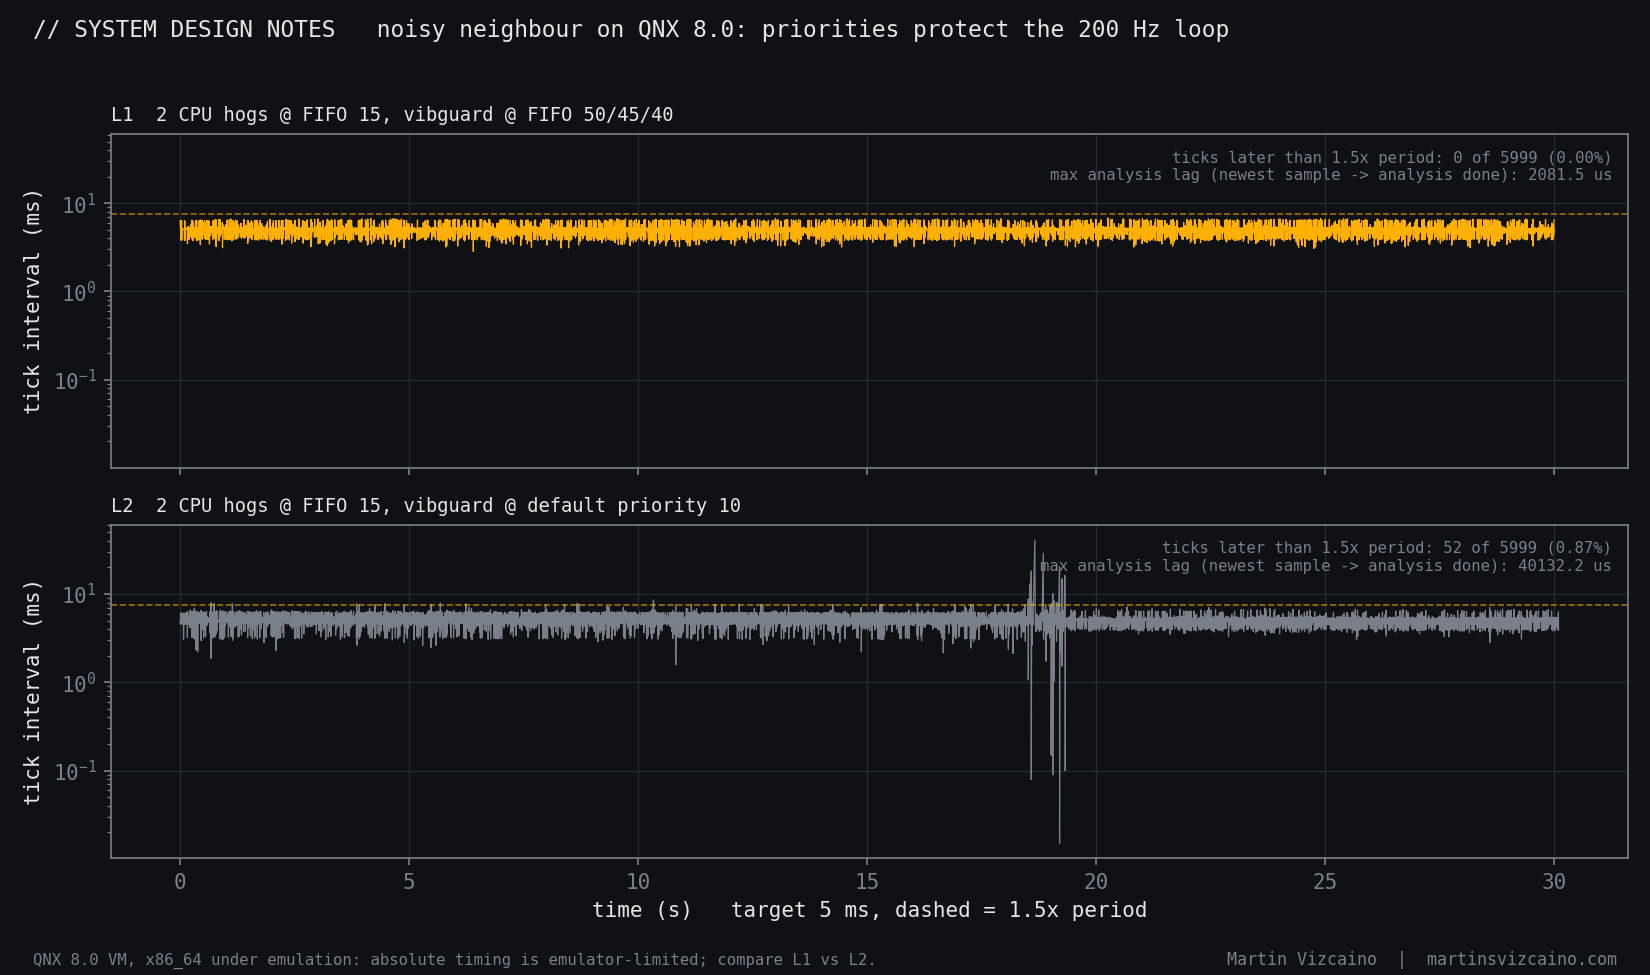 // SYSTEM DESIGN NOTES   noisy neighbour on QNX 8.0: priorities protect the 200 Hz loop
L1  2 CPU hogs @ FIFO 15, vibguard @ FIFO 50/45/40
ticks later than 1.5x period: 0 of 5999 (0.00%)
max analysis lag (newest sample -> analysis done): 2081.5 us
tick interval (ms)
10¹
10⁰
10⁻¹
L2  2 CPU hogs @ FIFO 15, vibguard @ default priority 10
ticks later than 1.5x period: 52 of 5999 (0.87%)
max analysis lag (newest sample -> analysis done): 40132.2 us
tick interval (ms)
10¹
10⁰
10⁻¹
0 5 10 15 20 25 30
time (s)   target 5 ms, dashed = 1.5x period
QNX 8.0 VM, x86_64 under emulation: absolute timing is emulator-limited; compare L1 vs L2.
Martin Vizcaino  |  martinsvizcaino.com